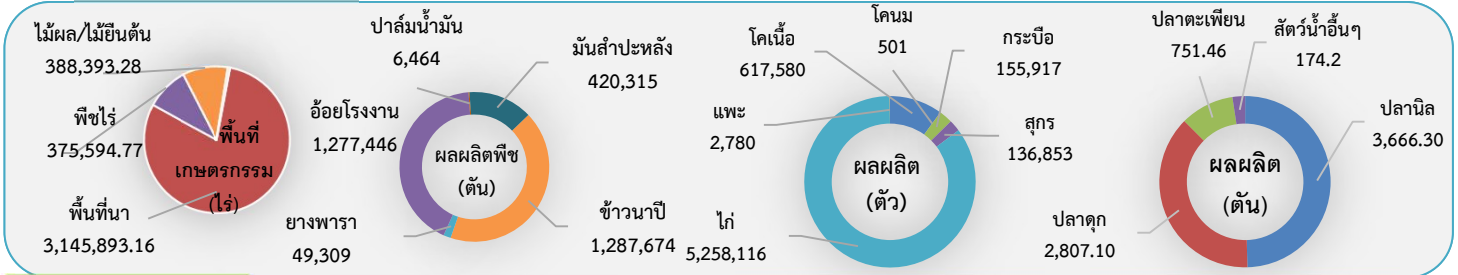 ไม้ผล/ไม้ยืนต้น
388,393.28
พืชไร่
375,594.77
พื้นที่นา
3,145,893.16
พื้นที่
เกษตรกรรม
(ไร่)
ปาล์มน้ำมัน
6,464
มันสำปะหลัง
420,315
อ้อยโรงงาน
1,277,446
ผลผลิตพืช
(ตัน)
ยางพารา
49,309
ข้าวนาปี
1,287,674
โคเนื้อ
617,580
โคนม
501
กระบือ
155,917
แพะ
2,780
สุกร
136,853
ผลผลิต
(ตัว)
ไก่
5,258,116
ปลาตะเพียน
751.46
สัตว์น้ำอื้นๆ
174.2
ปลานิล
3,666.30
ผลผลิต
(ตัน)
ปลาดุก
2,807.10